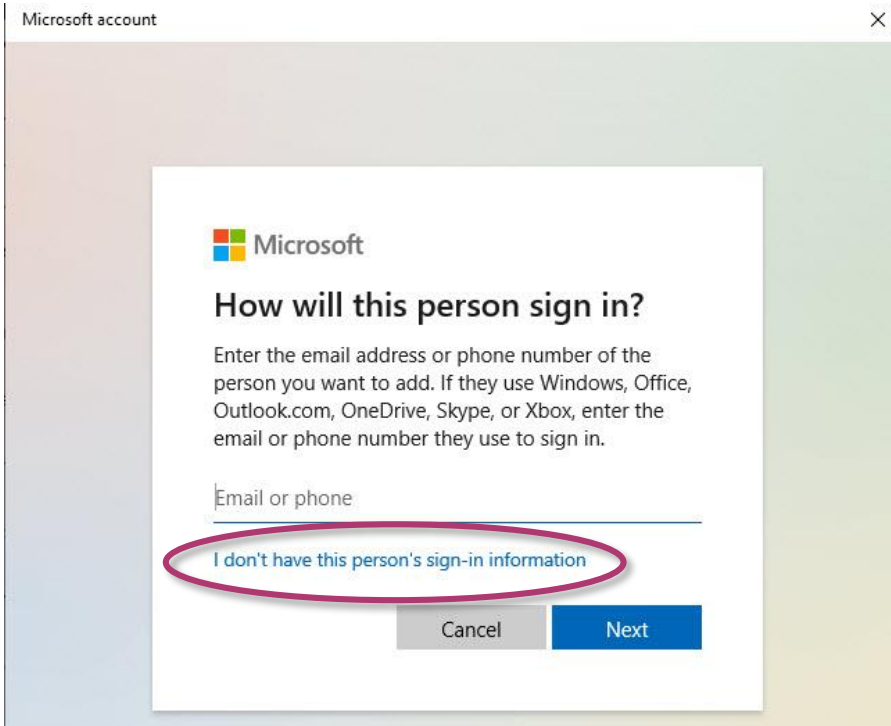 Microsoft account
Microsoft
How will this person sign in?
Enter the email address or phone number of the
person you want to add. If they use Windows, Office,
Outlook.com, OneDrive, Skype, or Xbox, enter the
email or phone number they use to sign in.
Email or phone
I don't have this person's sign-in information
Cancel Next